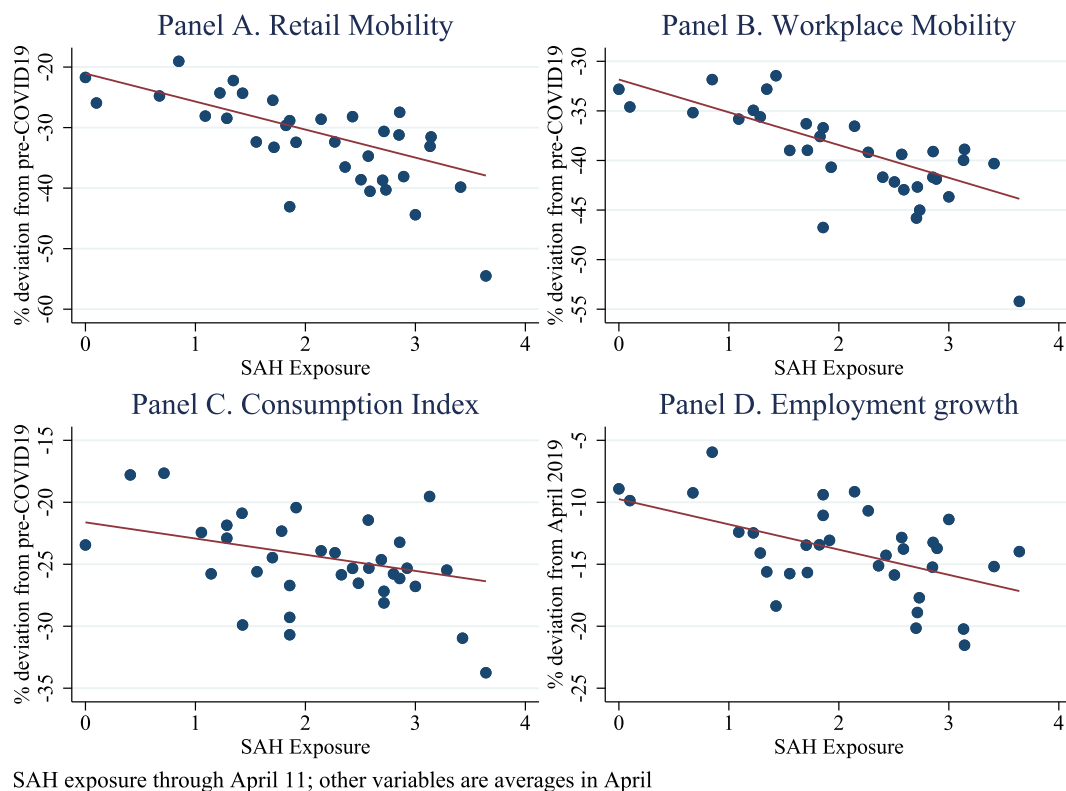 Panel A. Retail Mobility
% deviation from pre-COVID19
-20
-30
-40
-50
-60
0 1 2 3 4
SAH Exposure
Panel B. Workplace Mobility
% deviation from pre-COVID19
-30
-35
-40
-45
-50
-55
0 1 2 3 4
SAH Exposure
Panel C. Consumption Index
% deviation from pre-COVID19
-15
-20
-25
-30
-35
0 1 2 3 4
SAH Exposure
Panel D. Employment growth
% deviation from April 2019
-5
-10
-15
-20
-25
0 1 2 3 4
SAH Exposure
SAH exposure through April 11; other variables are averages in April